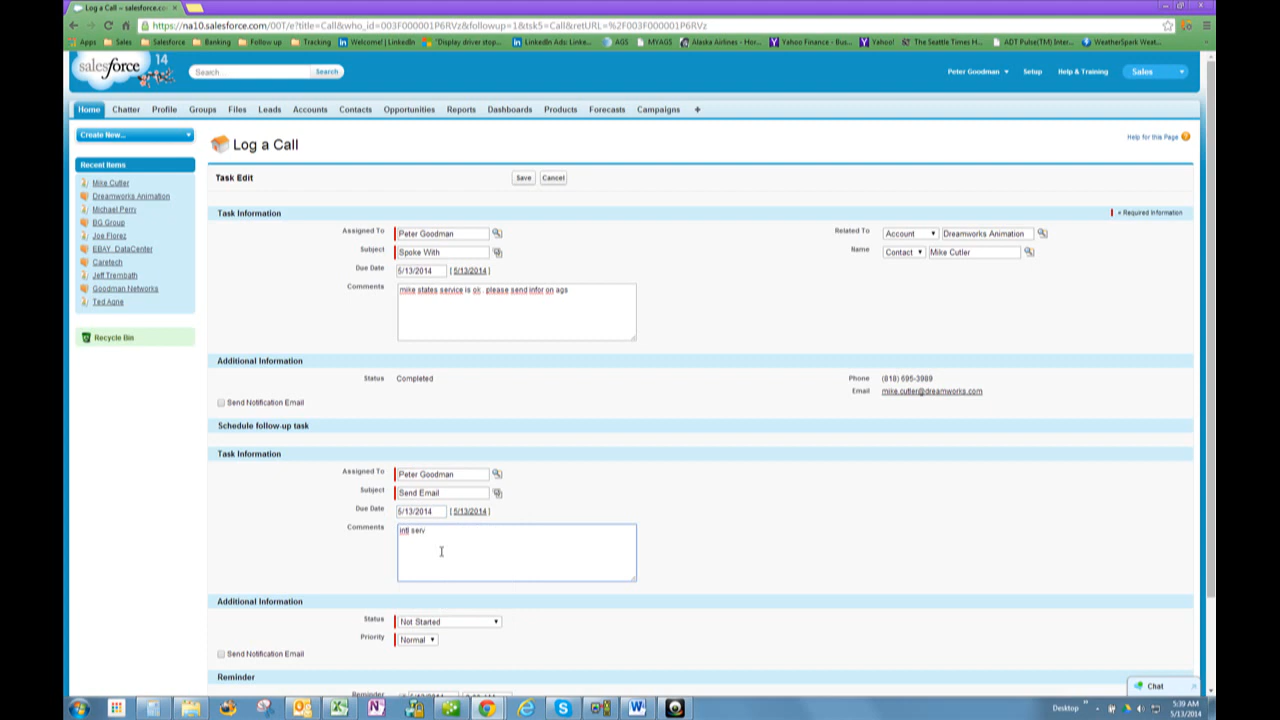 Log a Call ~ salesforce.co
https://na10.salesforce.com/00T/e?title=Call&who_id=003F000001P6RVz&followup=1&tsk5=Call&retURL=%2F003F000001P6RVz
Apps Sales Salesforce Banking Follow up Tracking Welcome! | LinkedIn "Display driver stop... LinkedIn Ads: Linke... AGS MYAGS Alaska Airlines - Hor... Yahoo Finance - Bus... Yahoo! The Seattle Times H... ADT Pulse(TM) Inter... WeatherSpark Weat...
salesforce 14 Search... Search Peter Goodman Setup Help & Training Sales
Home Chatter Profile Groups Files Leads Accounts Contacts Opportunities Reports Dashboards Products Forecasts Campaigns +
Create New...
Recent Items
Mike Cutler
Dreamworks Animation
Michael Perry
BG Group
Joe Florez
EBAY_DataCenter
Caretech
Jeff Trembath
Goodman Networks
Ted Agne
Recycle Bin
Log a Call
Help for this Page
Task Edit Save Cancel
Task Information = Required Information
Assigned To Peter Goodman Related To Account Dreamworks Animation
Subject Spoke With Name Contact Mike Cutler
Due Date 5/13/2014 [ 5/13/2014 ]
Comments mike states service is ok . please send infor on ags
Additional Information
Status Completed Phone (818) 695-3989
Email mike.cutler@dreamworks.com
Send Notification Email
Schedule follow-up task
Task Information
Assigned To Peter Goodman
Subject Send Email
Due Date 5/13/2014 [ 5/13/2014 ]
Comments intl serv
Additional Information
Status Not Started
Priority Normal
Send Notification Email
Reminder
Reminder
Chat
Desktop 5:39 AM
5/13/2014